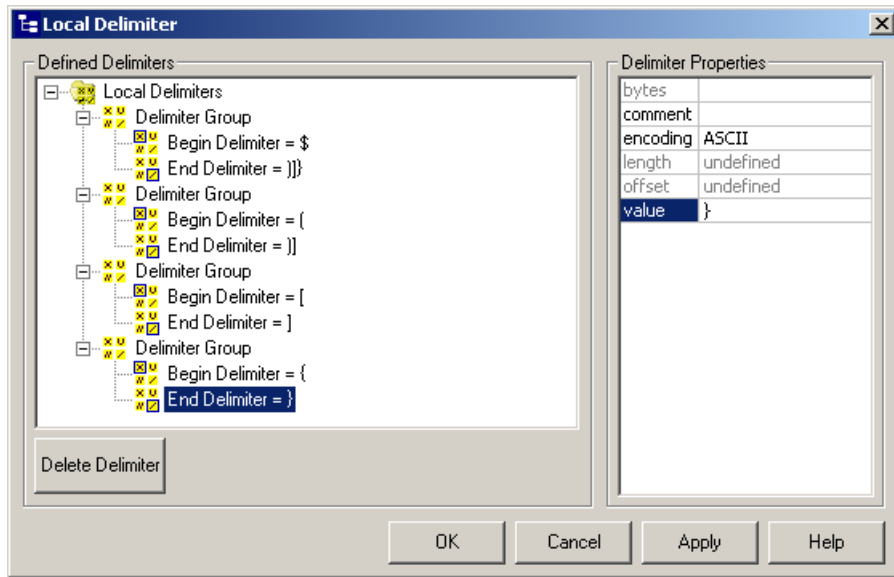 Local Delimiter
Defined Delimiters
Local Delimiters
Delimiter Group
Begin Delimiter = $
End Delimiter = )]}
Delimiter Group
Begin Delimiter = (
End Delimiter = )]
Delimiter Group
Begin Delimiter = [
End Delimiter = ]
Delimiter Group
Begin Delimiter = {
End Delimiter = }
Delete Delimiter
Delimiter Properties
bytes
comment
encoding ASCII
length undefined
offset undefined
value }
OK Cancel Apply Help